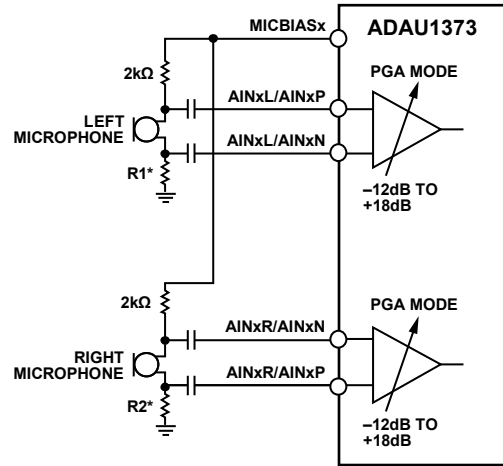 MICBIASx
ADAU1373
2kΩ
PGA MODE
AINxL/AINxP
LEFT
MICROPHONE
AINxL/AINxN
R1*
–12dB TO
+18dB
2kΩ
PGA MODE
AINxR/AINxN
RIGHT
MICROPHONE
AINxR/AINxP
R2*
–12dB TO
+18dB